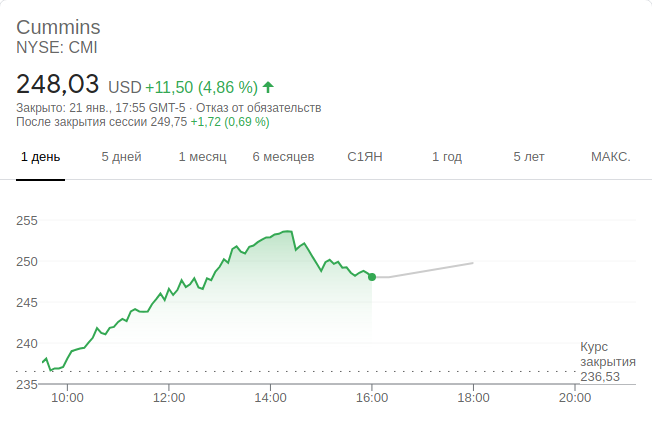 Cummins
NYSE: CMI
248,03 USD +11,50 (4,86 %)
Закрыто: 21 янв., 17:55 GMT-5 · Отказ от обязательств
После закрытия сессии 249,75 +1,72 (0,69 %)
1 день 5 дней 1 месяц 6 месяцев С1ЯН 1 год 5 лет МАКС.
255
250
245
240
235
Курс
закрытия
236,53
10:00 12:00 14:00 16:00 18:00 20:00